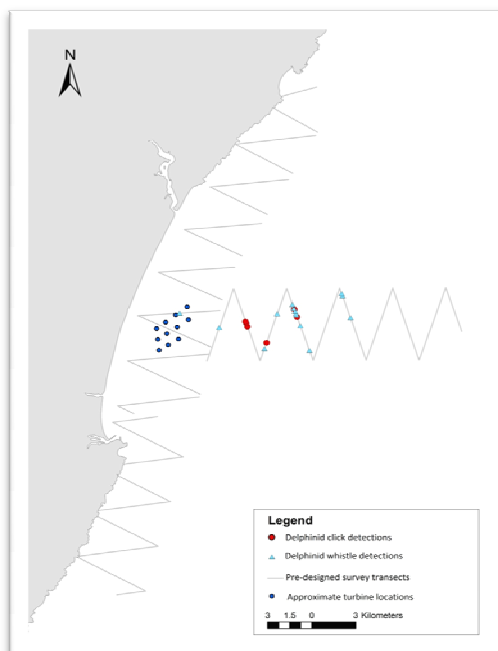 N
Legend
Delphinid click detections
Delphinid whistle detections
Pre-designed survey transects
Approximate turbine locations
3 1.5 0 3 Kilometers